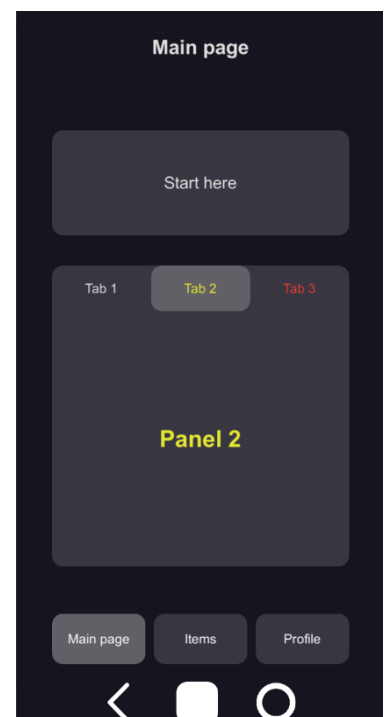 Main page
Start here
Tab 1 Tab 2 Tab 3
Panel 2
Main page Items Profile